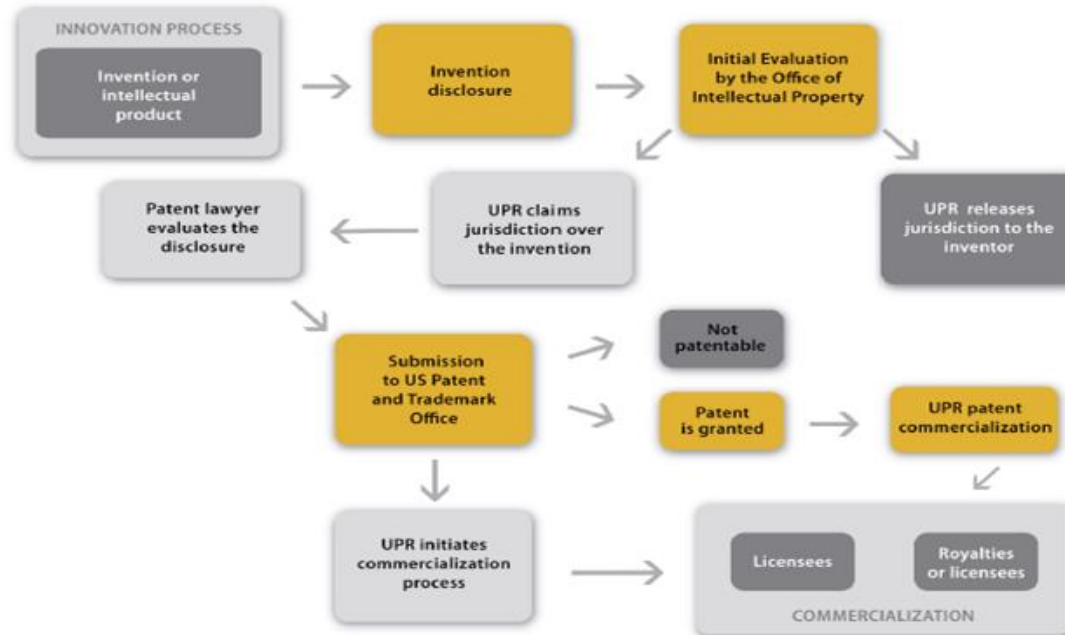 INNOVATION PROCESS
Invention or
intellectual
product
Invention
disclosure
Initial Evaluation
by the Office of
Intellectual Property
Patent lawyer
evaluates the
disclosure
UPR claims
jurisdiction over
the invention
UPR releases
jurisdiction to the
inventor
Submission
to US Patent
and Trademark
Office
Not
patentable
Patent
is granted
UPR patent
commercialization
UPR initiates
commercialization
process
Licensees
Royalties
or licensees
COMMERCIALIZATION